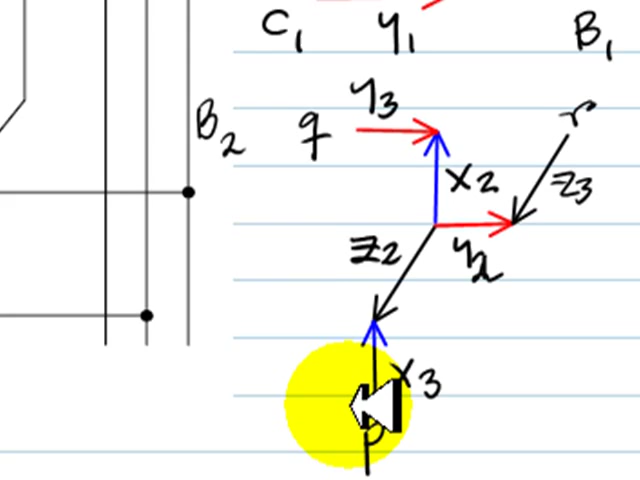 C₁ y₁ B₁
y₃
B₂ q r
x₂ z₃
z₂ y₂
x₃
p